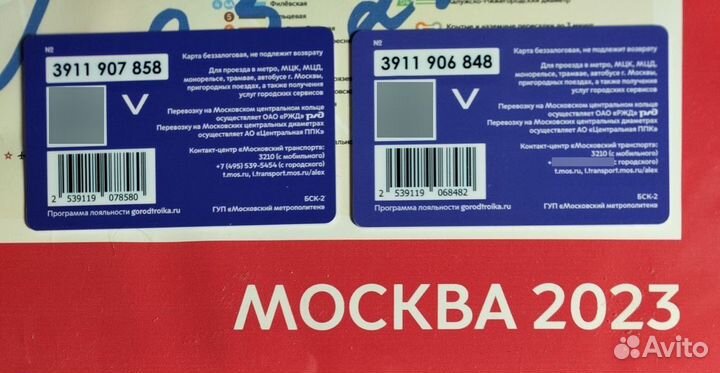 Филёвская
Кольцевая
№
Карта беззалоговая, не подлежит возврату
3911 907 858
Для проезда в метро, МЦК, МЦД,
монорельсе, трамвае, автобусе г. Москвы,
пригородных поездах, а также получения
услуг городских сервисов
Перевозку на Московском центральном кольце
осуществляет ОАО «РЖД» РЖД
Перевозку на Московских центральных диаметрах
осуществляет АО «Центральная ППК»
Контакт-центр «Московский транспорт»:
3210 (с мобильного)
+7 (495) 539-5454 (с городского)
t.mos.ru, i.transport.mos.ru/alex
2 539119 078580
БСК-2
Программа лояльности gorodtroika.ru
ГУП «Московский метрополитен»
№
Карта беззалоговая, не подлежит возврату
3911 906 848
Для проезда в метро, МЦК, МЦД,
монорельсе, трамвае, автобусе г. Москвы,
пригородных поездах, а также получения
услуг городских сервисов
Перевозку на Московском центральном кольце
осуществляет ОАО «РЖД» РЖД
Перевозку на Московских центральных диаметрах
осуществляет АО «Центральная ППК»
Контакт-центр «Московский транспорт»:
3210 (с мобильного)
(с городского)
t.mos.ru, i.transport.mos.ru/alex
2 539119 068482
БСК-2
Программа лояльности gorodtroika.ru
ГУП «Московский метрополитен»
МОСКВА 2023
Avito